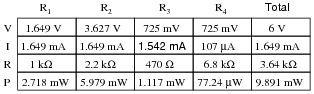 R1 R2 R3 R4 Total
V 1.649 V 3.627 V 725 mV 725 mV 6 V
I 1.649 mA 1.649 mA 1.542 mA 107 μA 1.649 mA
R 1 kΩ 2.2 kΩ 470 Ω 6.8 kΩ 3.64 kΩ
P 2.718 mW 5.979 mW 1.117 mW 77.24 μW 9.891 mW